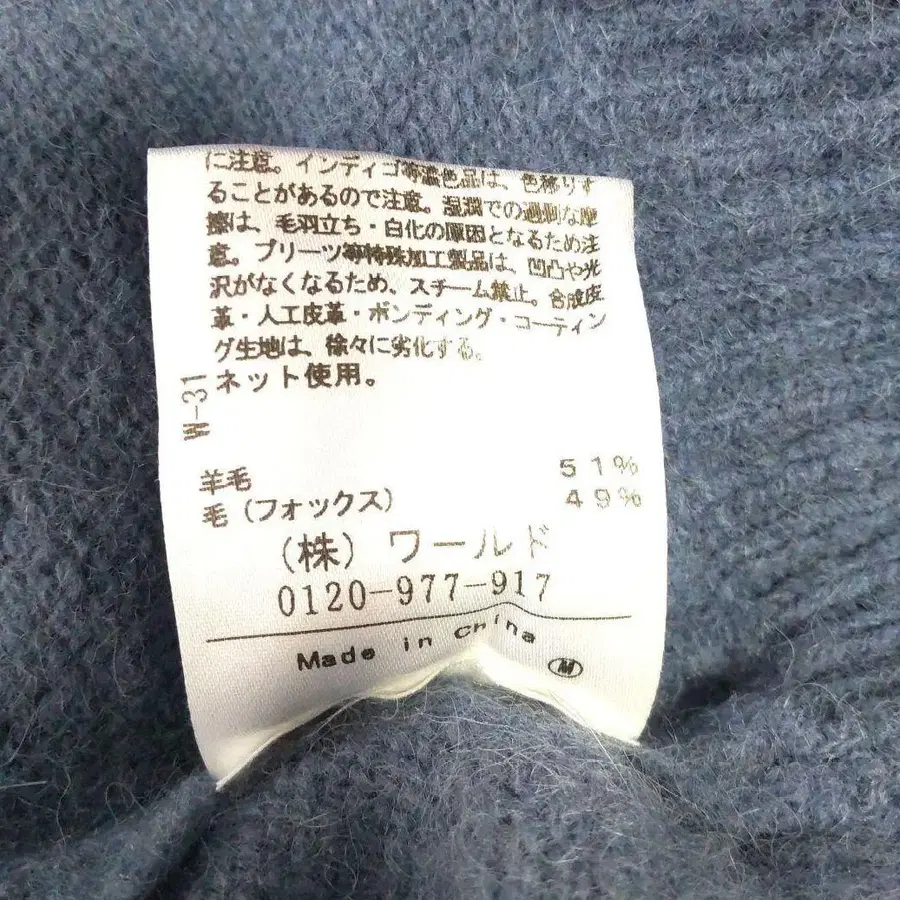 に注意。インディゴ等濃色品は、色移りす
ることがあるので注意。湿潤での過剰な摩
擦は、毛羽立ち・白化の原因となるため注
意。プリーツ等特殊加工製品は、凹凸や光
沢がなくなるため、スチーム禁止。合成皮
革・人工皮革・ボンディング・コーティン
グ生地は、徐々に劣化する。
ネット使用。
W-31
羊毛 51%
毛(フォックス) 49%
(株) ワールド
0120-977-917
Made in China
M